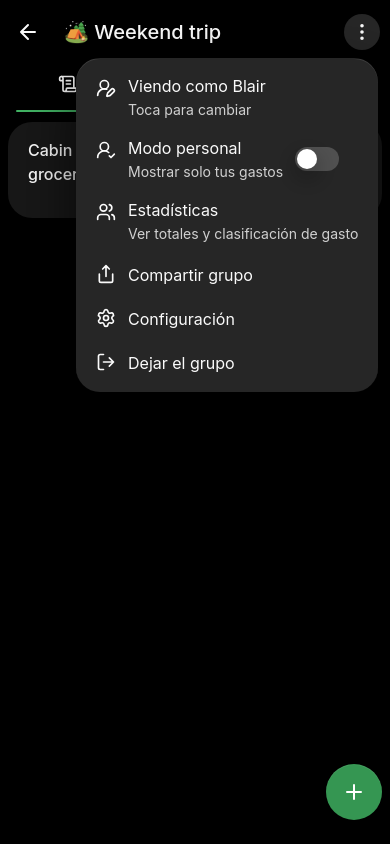 🏕️ Weekend trip
Viendo como Blair
Toca para cambiar
Modo personal
Mostrar solo tus gastos
Estadísticas
Ver totales y clasificación de gasto
Compartir grupo
Configuración
Dejar el grupo
Cabin